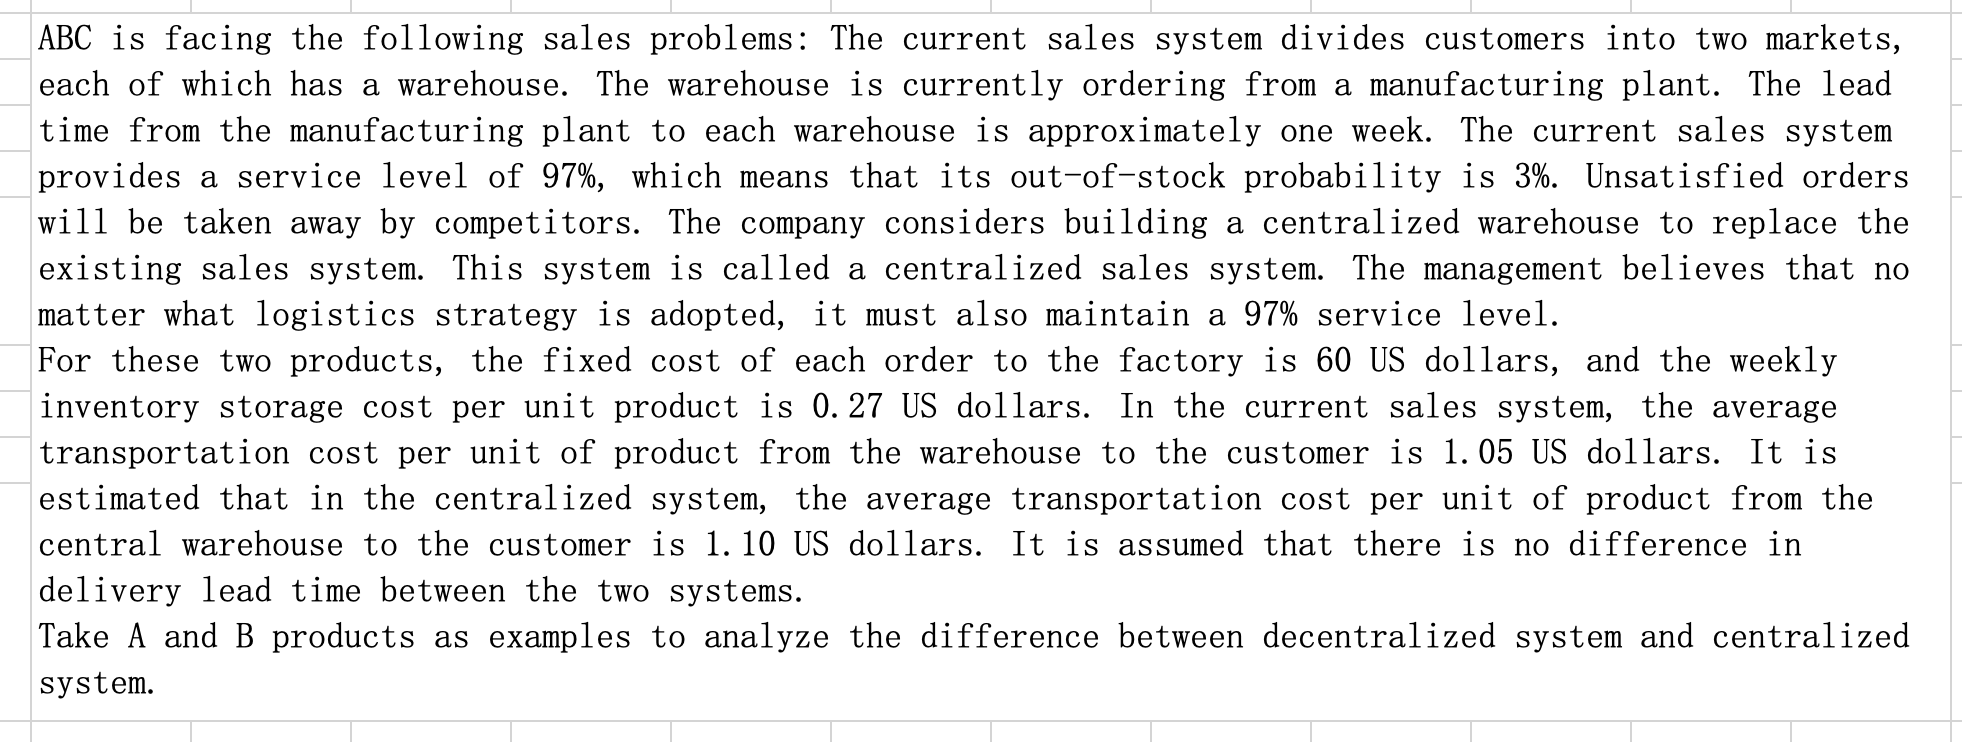 ABC is facing the following sales problems: The current sales system divides customers into two markets,
each of which has a warehouse. The warehouse is currently ordering from a manufacturing plant. The lead
time from the manufacturing plant to each warehouse is approximately one week. The current sales system
provides a service level of 97%, which means that its out-of-stock probability is 3%. Unsatisfied orders
will be taken away by competitors. The company considers building a centralized warehouse to replace the
existing sales system. This system is called a centralized sales system. The management believes that no
matter what logistics strategy is adopted, it must also maintain a 97% service level.
For these two products, the fixed cost of each order to the factory is 60 US dollars, and the weekly
inventory storage cost per unit product is 0.27 US dollars. In the current sales system, the average
transportation cost per unit of product from the warehouse to the customer is 1.05 US dollars. It is
estimated that in the centralized system, the average transportation cost per unit of product from the
central warehouse to the customer is 1.10 US dollars. It is assumed that there is no difference in
delivery lead time between the two systems.
Take A and B products as examples to analyze the difference between decentralized system and centralized
system.